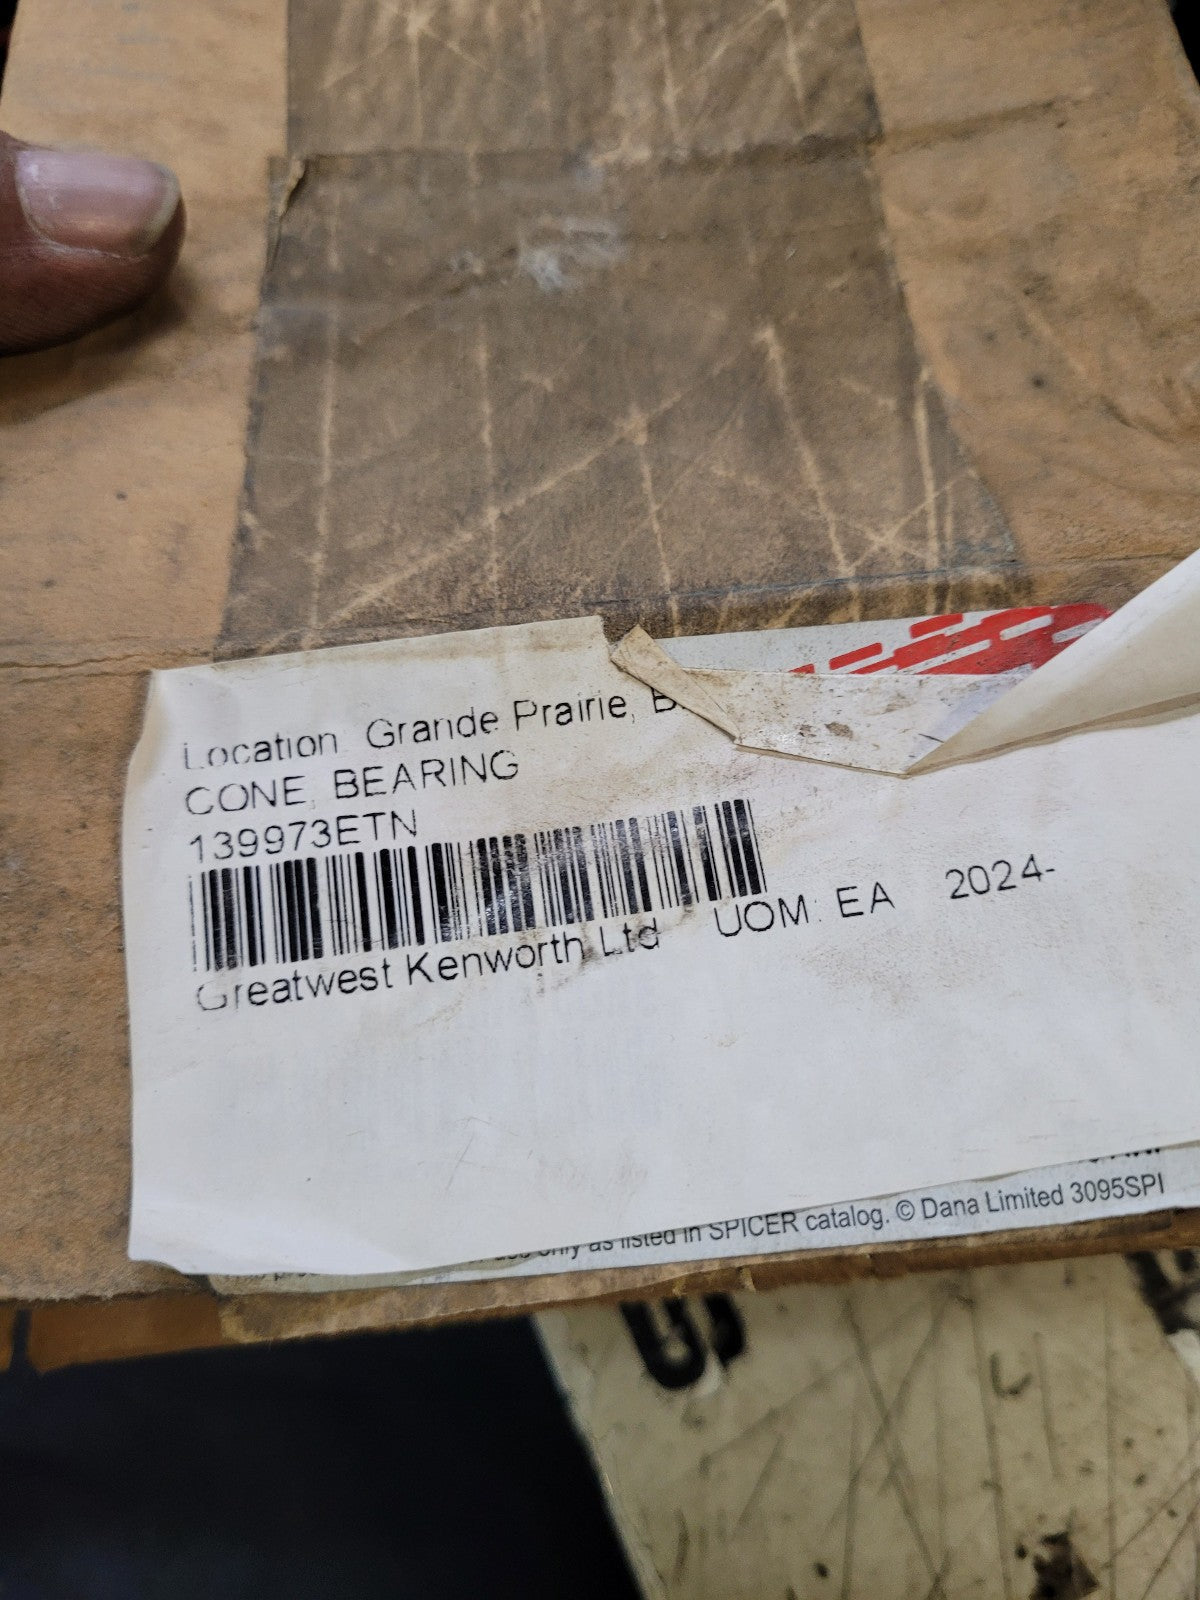 Location Grande Prairie,
CONE, BEARING
139973ETN
Greatwest Kenworth Ltd UOM: EA 2024-
only as listed in SPICER catalog. © Dana Limited 3095SPI